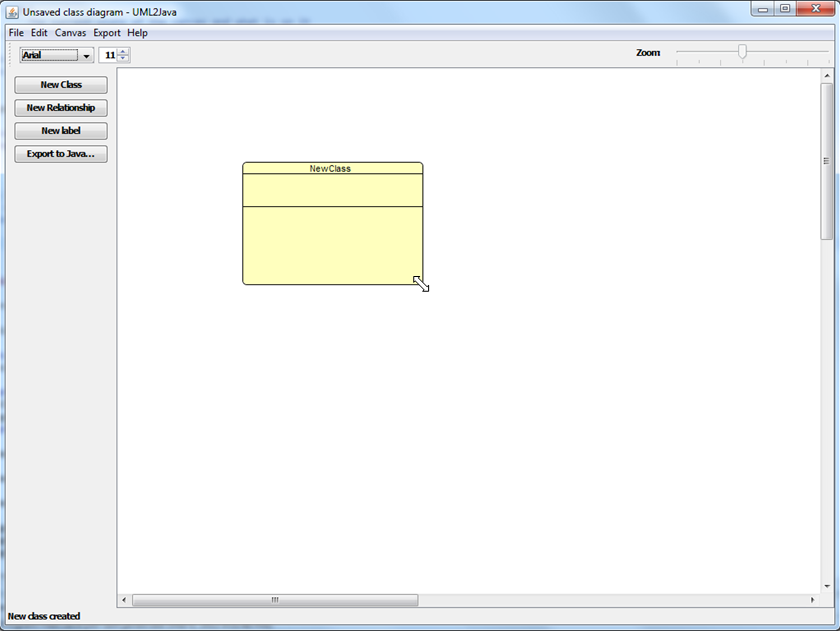 Unsaved class diagram - UML2Java
File Edit Canvas Export Help
Arial 11 Zoom
New Class
New Relationship
New label
Export to Java...
NewClass
New class created